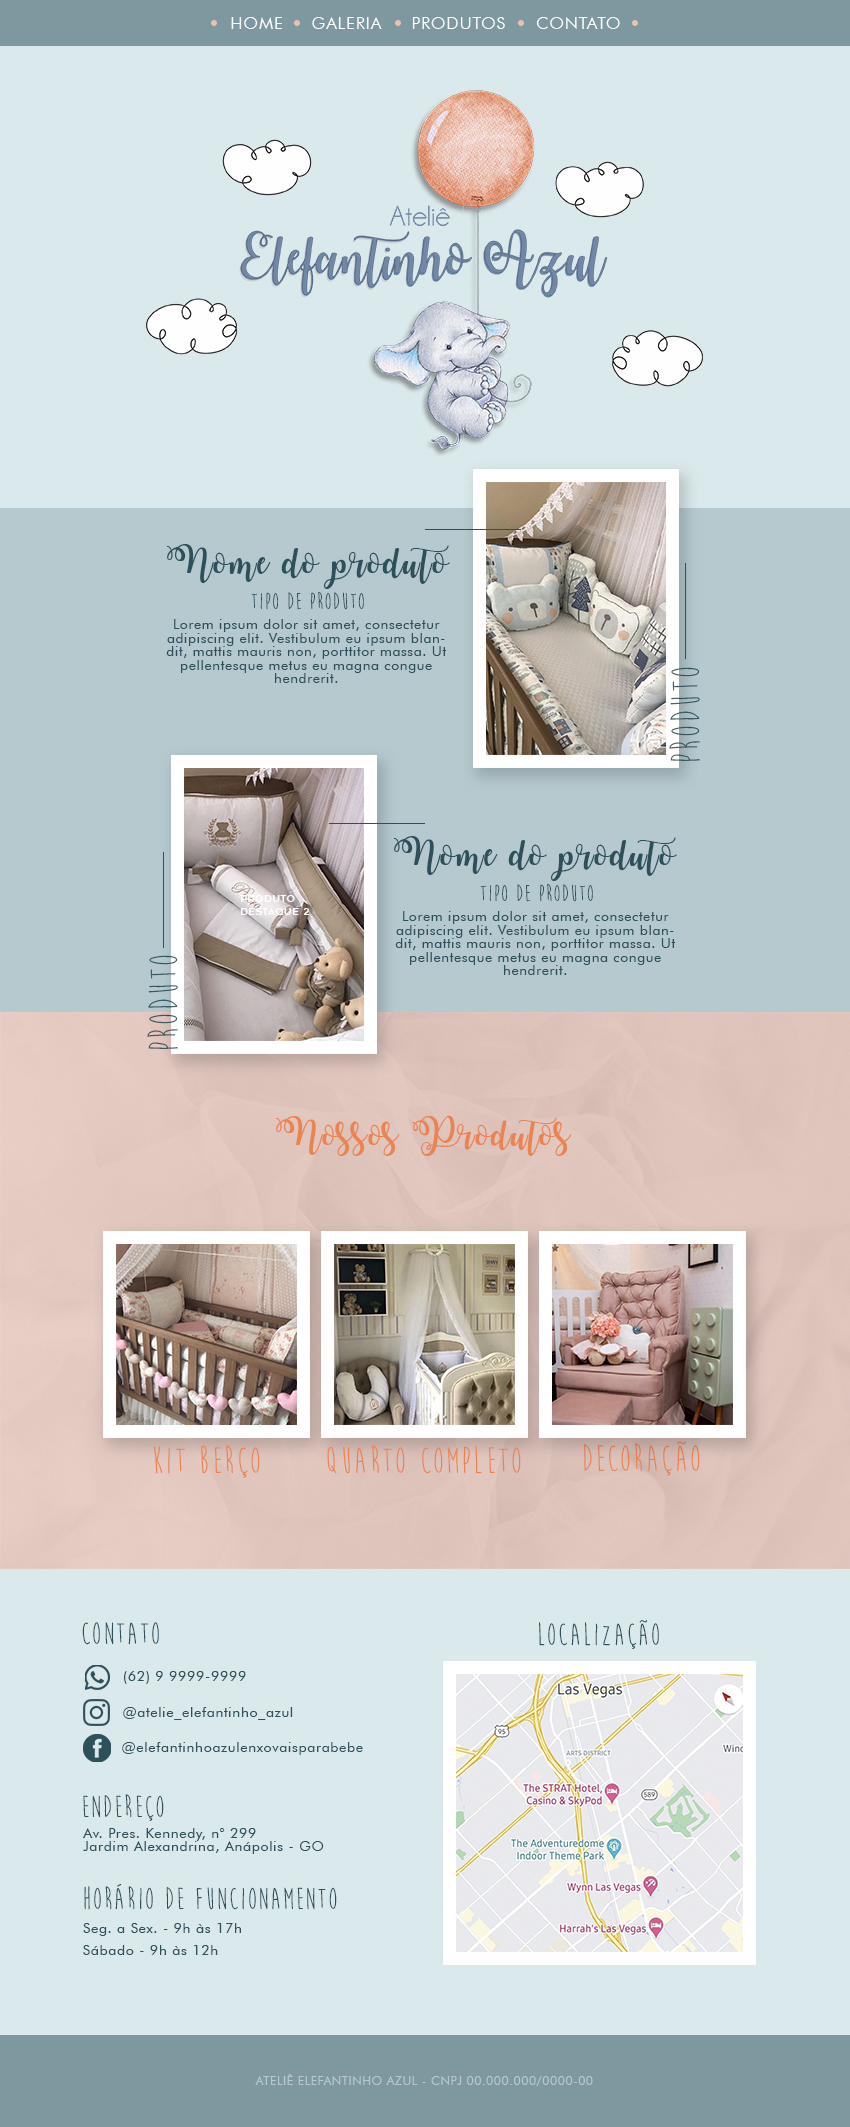 • HOME • GALERIA • PRODUTOS • CONTATO •
Ateliê
Elefantinho Azul
Nome do produto
TIPO DE PRODUTO
Lorem ipsum dolor sit amet, consectetur
adipiscing elit. Vestibulum eu ipsum blan-
dit, mattis mauris non, porttitor massa. Ut
pellentesque metus eu magna congue
hendrerit.
PRODUTO
PRODUTO
DESTAQUE 2
PRODUTO
Nome do produto
TIPO DE PRODUTO
Lorem ipsum dolor sit amet, consectetur
adipiscing elit. Vestibulum eu ipsum blan-
dit, mattis mauris non, porttitor massa. Ut
pellentesque metus eu magna congue
hendrerit.
Nossos Produtos
KIT BERÇO
QUARTO COMPLETO
DECORAÇÃO
CONTATO
(62) 9 9999-9999
@atelie_elefantinho_azul
@elefantinhoazulenxovaisparabebe
ENDEREÇO
Av. Pres. Kennedy, n° 299
Jardim Alexandrina, Anápolis - GO
HORÁRIO DE FUNCIONAMENTO
Seg. a Sex. - 9h às 17h
Sábado - 9h às 12h
LOCALIZAÇÃO
Las Vegas
95
ARTS DISTRICT
Winc
The STRAT Hotel,
Casino & SkyPod
589
The Adventuredome
Indoor Theme Park
Wynn Las Vegas
Harrah's Las Vegas
ATELIÊ ELEFANTINHO AZUL - CNPJ 00.000.000/0000-00